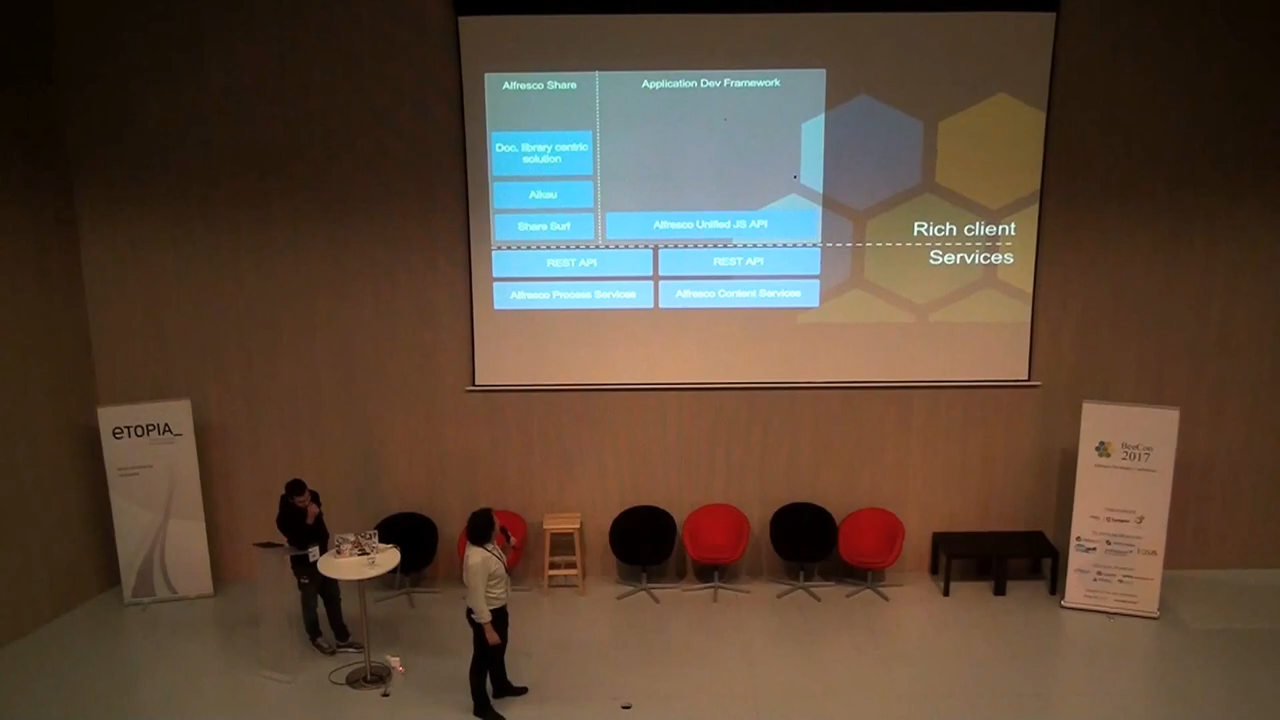 Alfresco Share
Application Dev Framework
Doc. library centric
solution
Aikau
Share Surf
Alfresco Unified JS API
Rich client
Services
REST API
REST API
Alfresco Process Services
Alfresco Content Services
eTOPIA_
BeeCon
2017